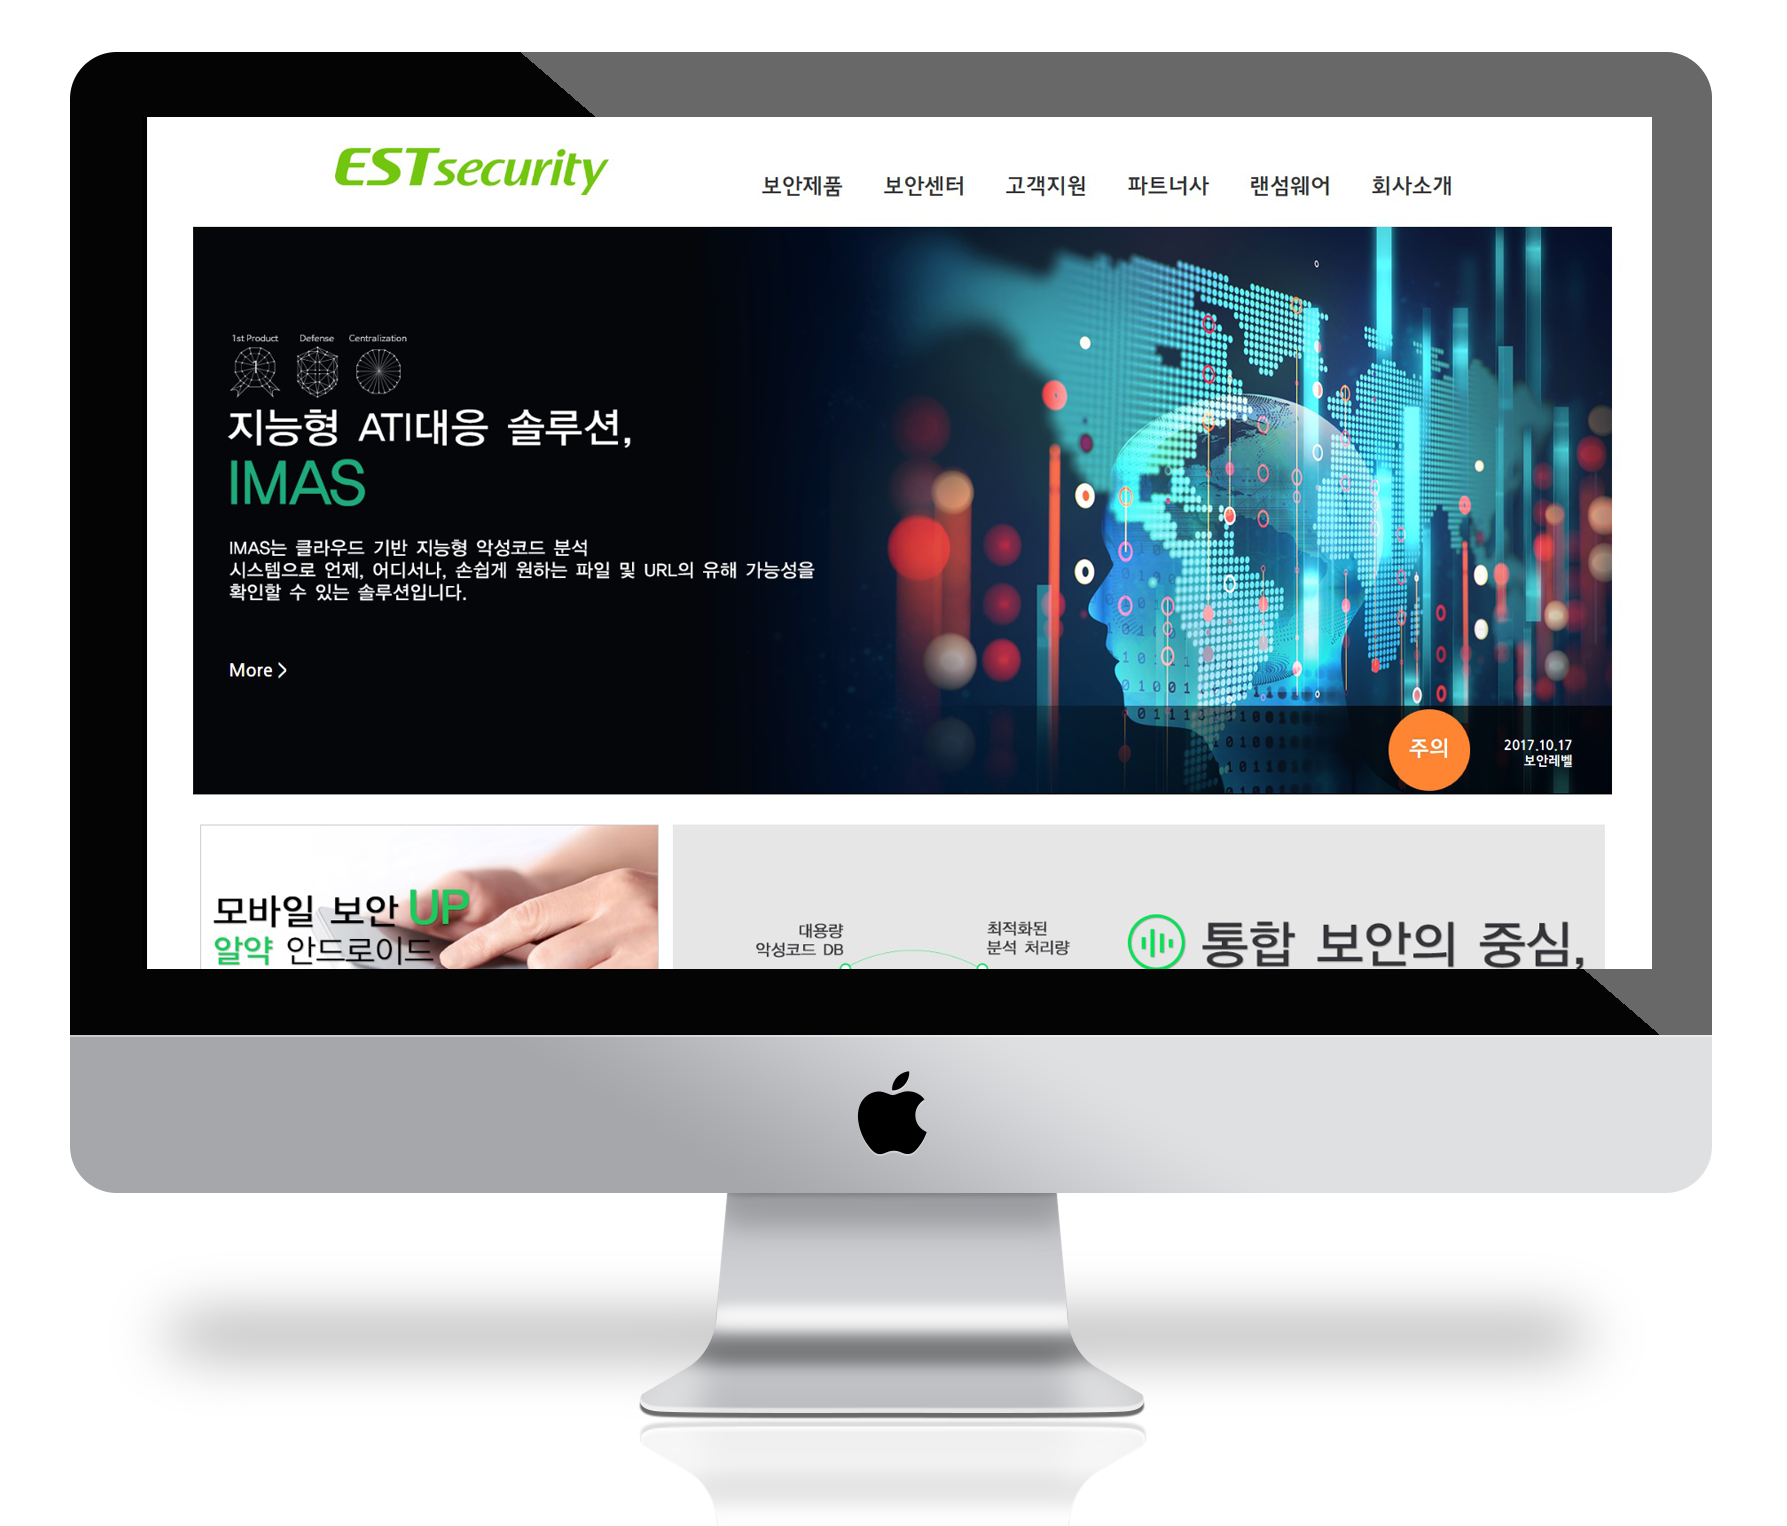 ESTsecurity
보안제품 보안센터 고객지원 파트너사 랜섬웨어 회사소개
1st Product Defense Centralization
지능형 ATI대응 솔루션,
IMAS
IMAS는 클라우드 기반 지능형 악성코드 분석
시스템으로 언제, 어디서나, 손쉽게 원하는 파일 및 URL의 유해 가능성을
확인할 수 있는 솔루션입니다.
More >
주의
2017.10.17
보안레벨
모바일 보안 UP
알약 안드로이드
대용량
악성코드 DB
최적화된
분석 처리량
통합 보안의 중심,